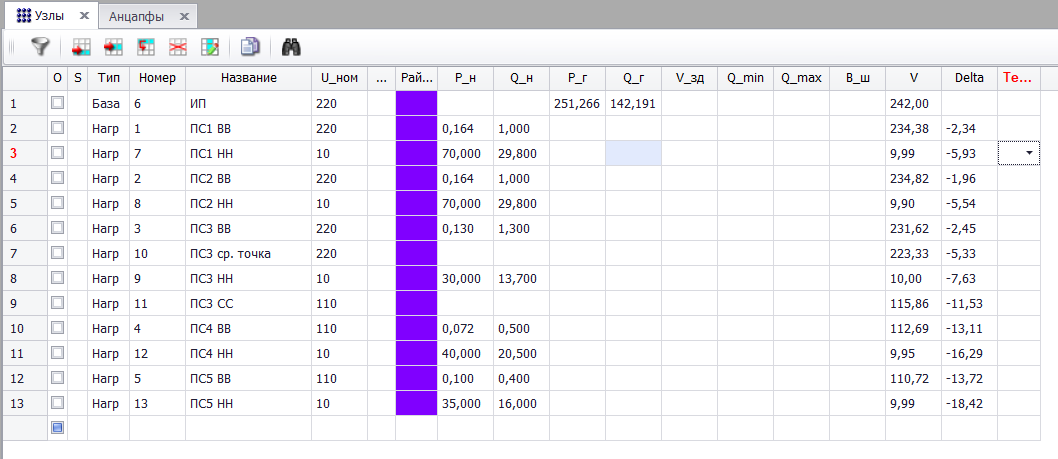 Узлы Анцапфы
O S Тип Номер Название U_ном ... Рай... P_н Q_н P_г Q_г V_зд Q_min Q_max B_ш V Delta Те...
1 База 6 ИП 220 251,266 142,191 242,00
2 Нагр 1 ПС1 ВВ 220 0,164 1,000 234,38 -2,34
3 Нагр 7 ПС1 НН 10 70,000 29,800 9,99 -5,93
4 Нагр 2 ПС2 ВВ 220 0,164 1,000 234,82 -1,96
5 Нагр 8 ПС2 НН 10 70,000 29,800 9,90 -5,54
6 Нагр 3 ПС3 ВВ 220 0,130 1,300 231,62 -2,45
7 Нагр 10 ПС3 ср. точка 220 223,33 -5,33
8 Нагр 9 ПС3 НН 10 30,000 13,700 10,00 -7,63
9 Нагр 11 ПС3 СС 110 115,86 -11,53
10 Нагр 4 ПС4 ВВ 110 0,072 0,500 112,69 -13,11
11 Нагр 12 ПС4 НН 10 40,000 20,500 9,95 -16,29
12 Нагр 5 ПС5 ВВ 110 0,100 0,400 110,72 -13,72
13 Нагр 13 ПС5 НН 10 35,000 16,000 9,99 -18,42